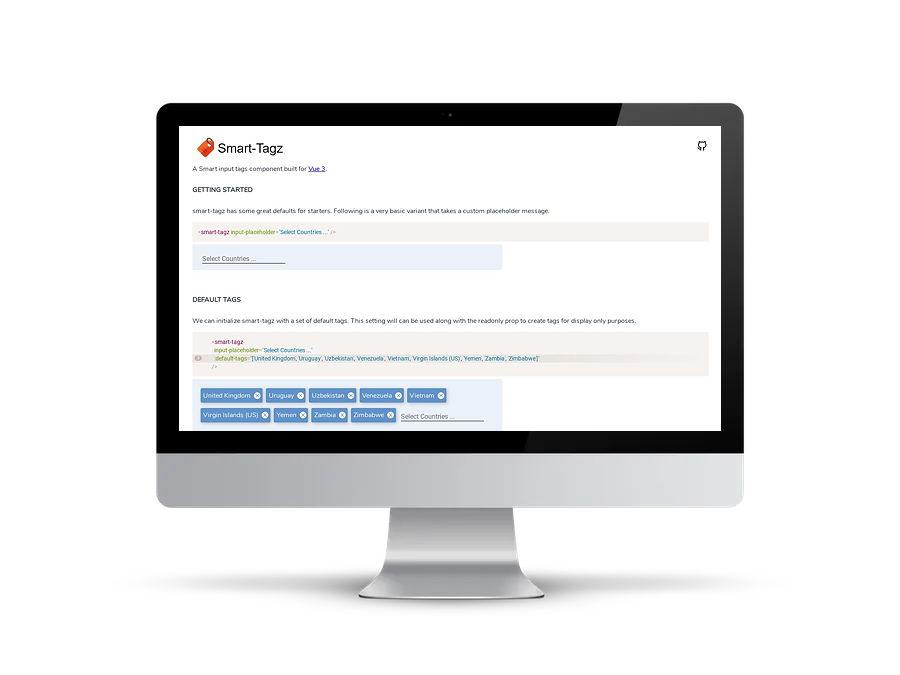 Smart-Tagz
A Smart input tags component built for Vue 3.
GETTING STARTED
smart-tagz has some great defaults for starters. Following is a very basic variant that takes a custom placeholder message.
<smart-tagz input-placeholder="Select Countries ..." />
Select Countries ...
DEFAULT TAGS
We can initialize smart-tagz with a set of default tags. This setting will can be used along with the readonly prop to create tags for display only purposes.
<smart-tagz
input-placeholder="Select Countries ..."
:default-tags="['United Kingdom', 'Uruguay', 'Uzbekistan', 'Venezuela', 'Vietnam', 'Virgin Islands (US)', 'Yemen', 'Zambia', 'Zimbabwe']"
/>
United Kingdom Uruguay Uzbekistan Venezuela Vietnam
Virgin Islands (US) Yemen Zambia Zimbabwe Select Countries ...